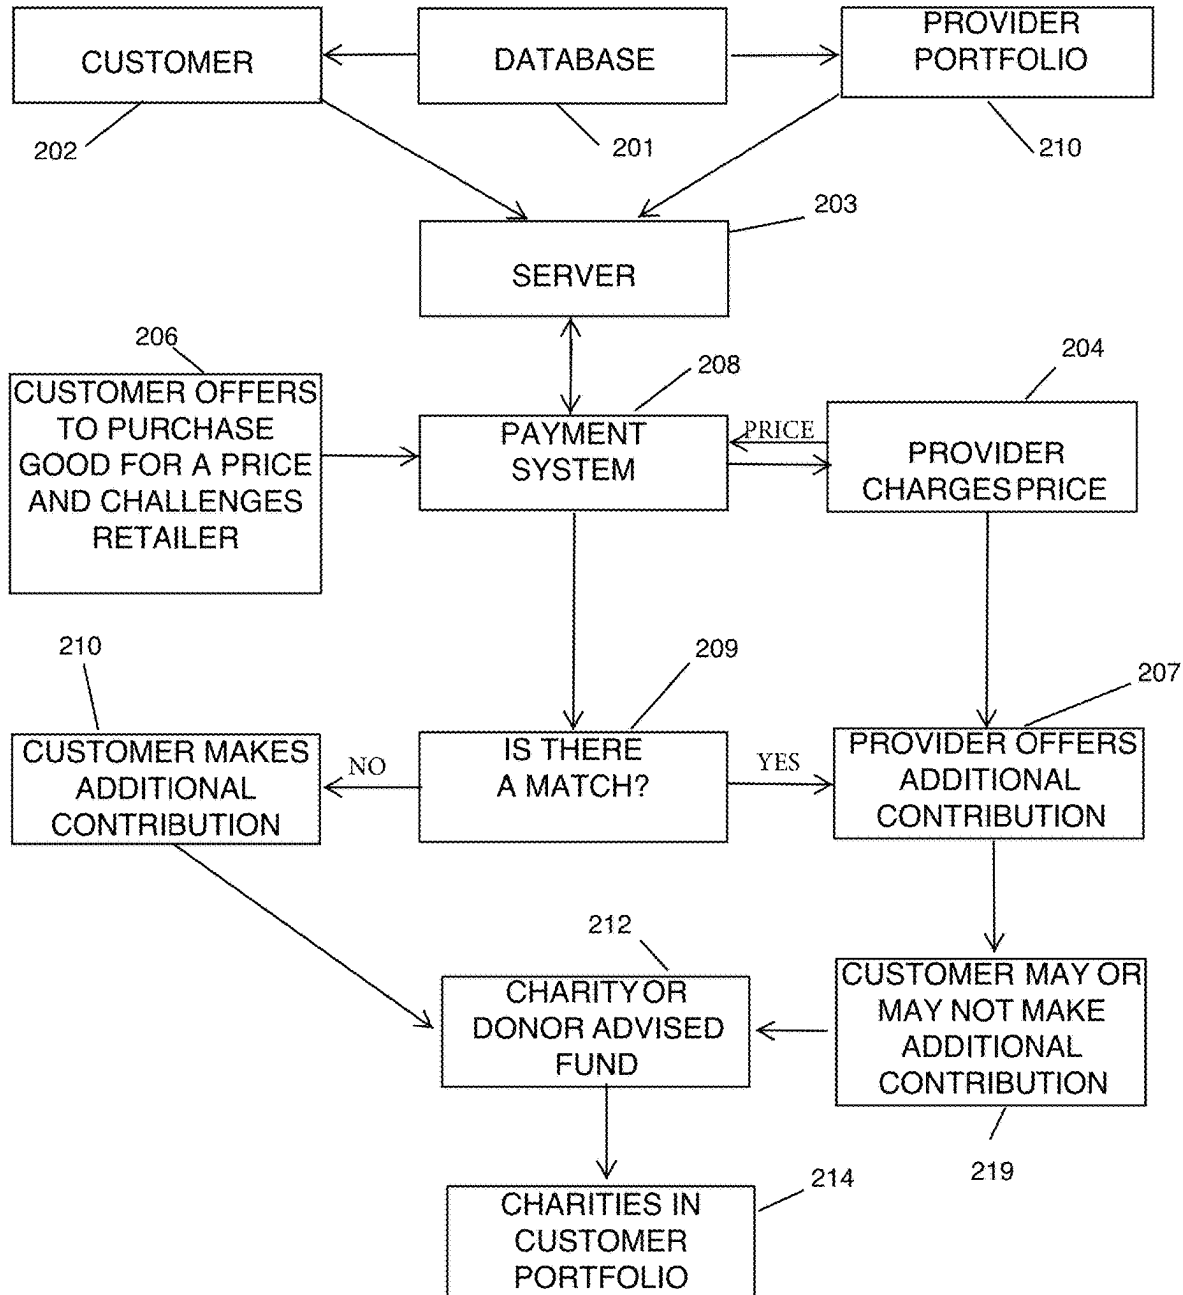 CUSTOMER
DATABASE
PROVIDER
PORTFOLIO
202
201
210
203
SERVER
206
208
204
CUSTOMER OFFERS
TO PURCHASE
GOOD FOR A PRICE
AND CHALLENGES
RETAILER
PAYMENT
SYSTEM
PRICE
PROVIDER
CHARGES PRICE
210
209
207
CUSTOMER MAKES
ADDITIONAL
CONTRIBUTION
NO
IS THERE
A MATCH?
YES
PROVIDER OFFERS
ADDITIONAL
CONTRIBUTION
212
CHARITY OR
DONOR ADVISED
FUND
CUSTOMER MAY OR
MAY NOT MAKE
ADDITIONAL
CONTRIBUTION
219
214
CHARITIES IN
CUSTOMER
PORTFOLIO